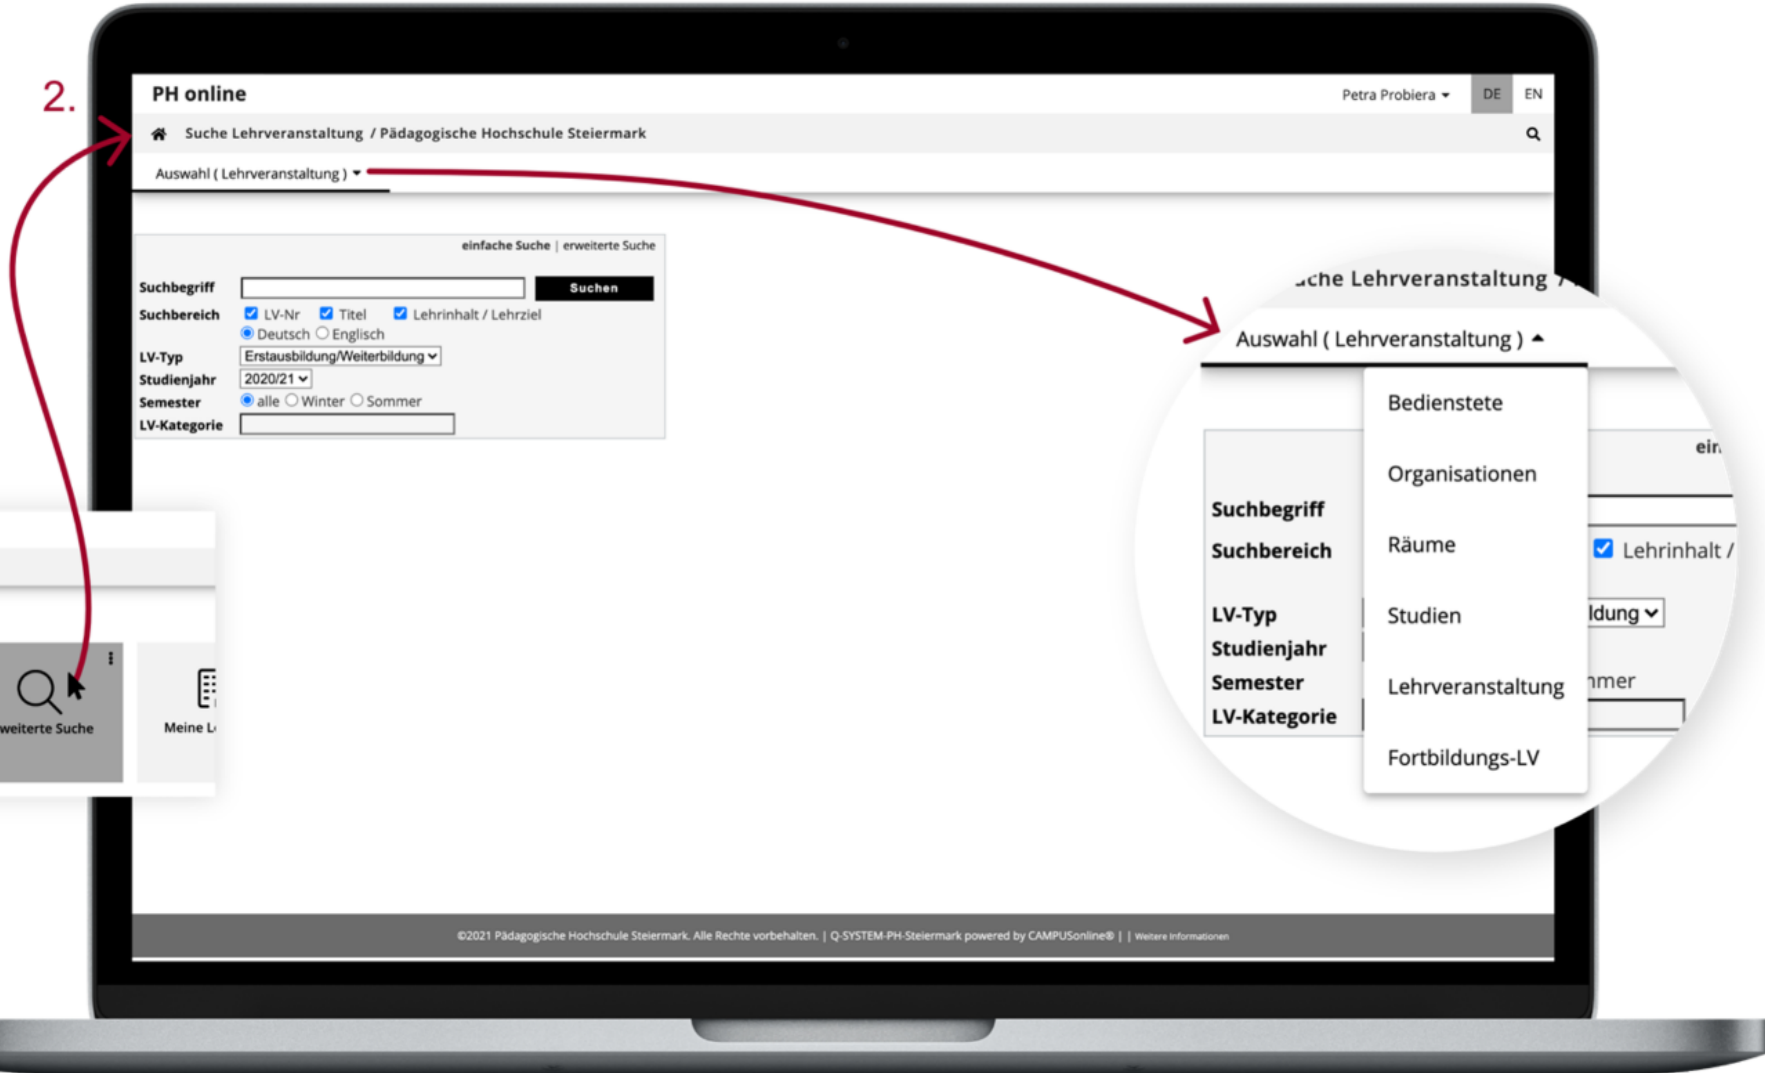 2.
PH online
Petra Probiera
DE EN
Suche Lehrveranstaltung / Pädagogische Hochschule Steiermark
Auswahl ( Lehrveranstaltung )
einfache Suche | erweiterte Suche
Suchbegriff
Suchen
Suchbereich LV-Nr Titel Lehrinhalt / Lehrziel
Deutsch Englisch
LV-Typ Erstausbildung/Weiterbildung
Studienjahr 2020/21
Semester alle Winter Sommer
LV-Kategorie
weiterte Suche
Meine L
che Lehrveranstaltung /
Auswahl ( Lehrveranstaltung )
Bedienstete
ein
Organisationen
Suchbegriff
Suchbereich
Räume
Lehrinhalt /
LV-Typ
Studien
ldung
Studienjahr
Semester
Lehrveranstaltung
mmer
LV-Kategorie
Fortbildungs-LV
©2021 Pädagogische Hochschule Steiermark. Alle Rechte vorbehalten. | Q-SYSTEM-PH-Steiermark powered by CAMPUSonline® | | Weitere Informationen